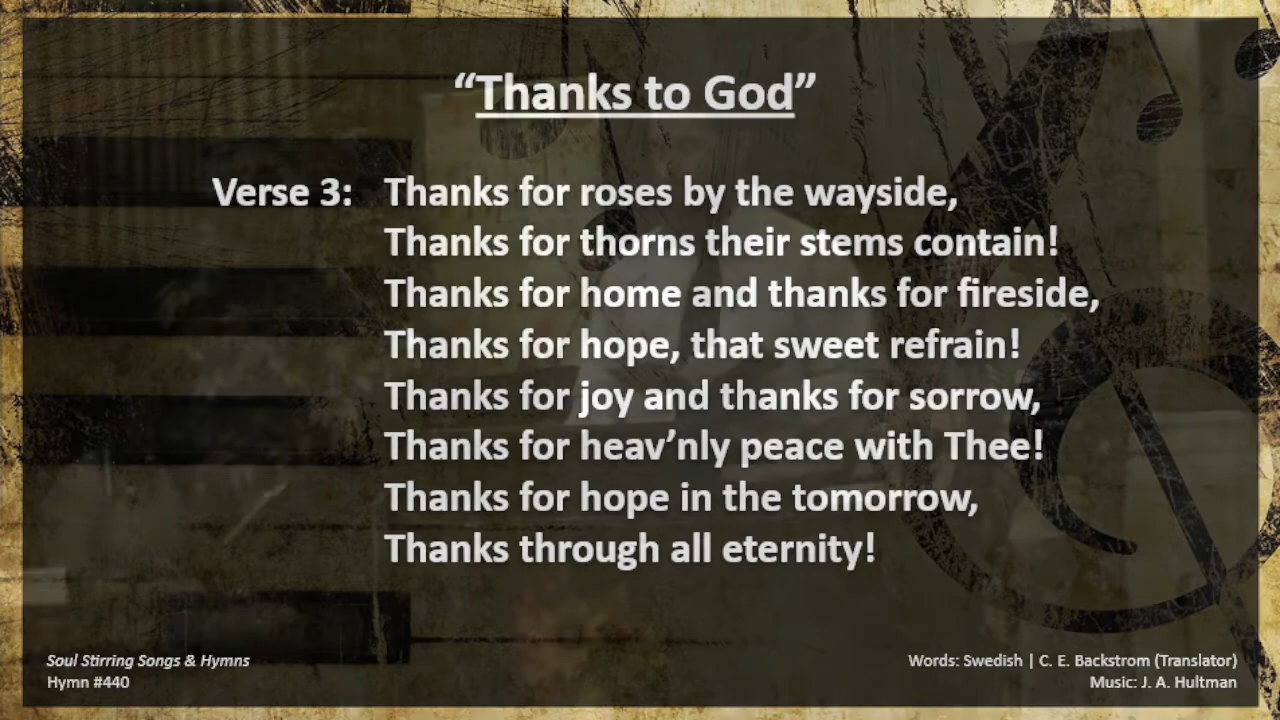 “Thanks to God”
Verse 3: Thanks for roses by the wayside,
Thanks for thorns their stems contain!
Thanks for home and thanks for fireside,
Thanks for hope, that sweet refrain!
Thanks for joy and thanks for sorrow,
Thanks for heav’nly peace with Thee!
Thanks for hope in the tomorrow,
Thanks through all eternity!
Soul Stirring Songs & Hymns
Hymn #440
Words: Swedish | C. E. Backstrom (Translator)
Music: J. A. Hultman